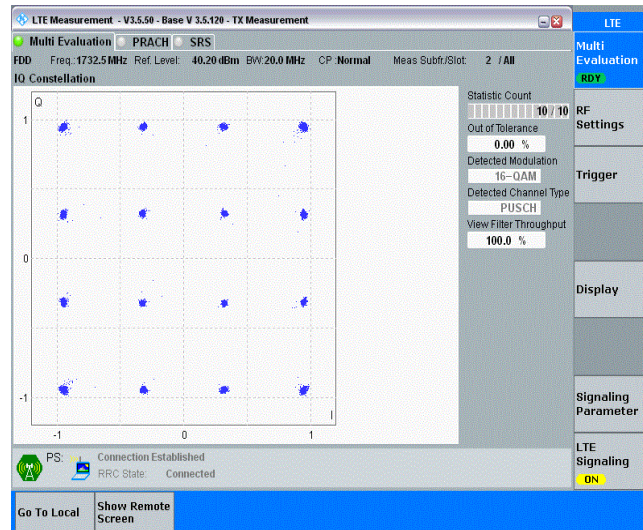 LTE Measurement - V3.5.50 - Base V 3.5.120 - TX Measurement
LTE
Multi Evaluation PRACH SRS
Multi Evaluation
RDY
FDD Freq.:1732.5 MHz Ref. Level: 40.20 dBm BW:20.0 MHz CP :Normal Meas Subfr./Slot: 2 / All
IQ Constellation
Q
1
0
-1
-1 0 1
I
Statistic Count
10 / 10
Out of Tolerance
0.00 %
Detected Modulation
16-QAM
Detected Channel Type
PUSCH
View Filter Throughput
100.0 %
RF Settings
Trigger
Display
Signaling Parameter
LTE Signaling
ON
PS: Connection Established
RRC State: Connected
Go To Local
Show Remote Screen